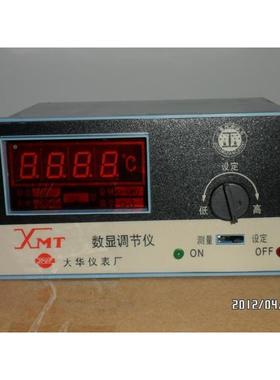 8.8.8.8.℃
设定
低 高
XMT 数显调节仪
测量 设定
大华仪表厂
ON OFF
2012/04